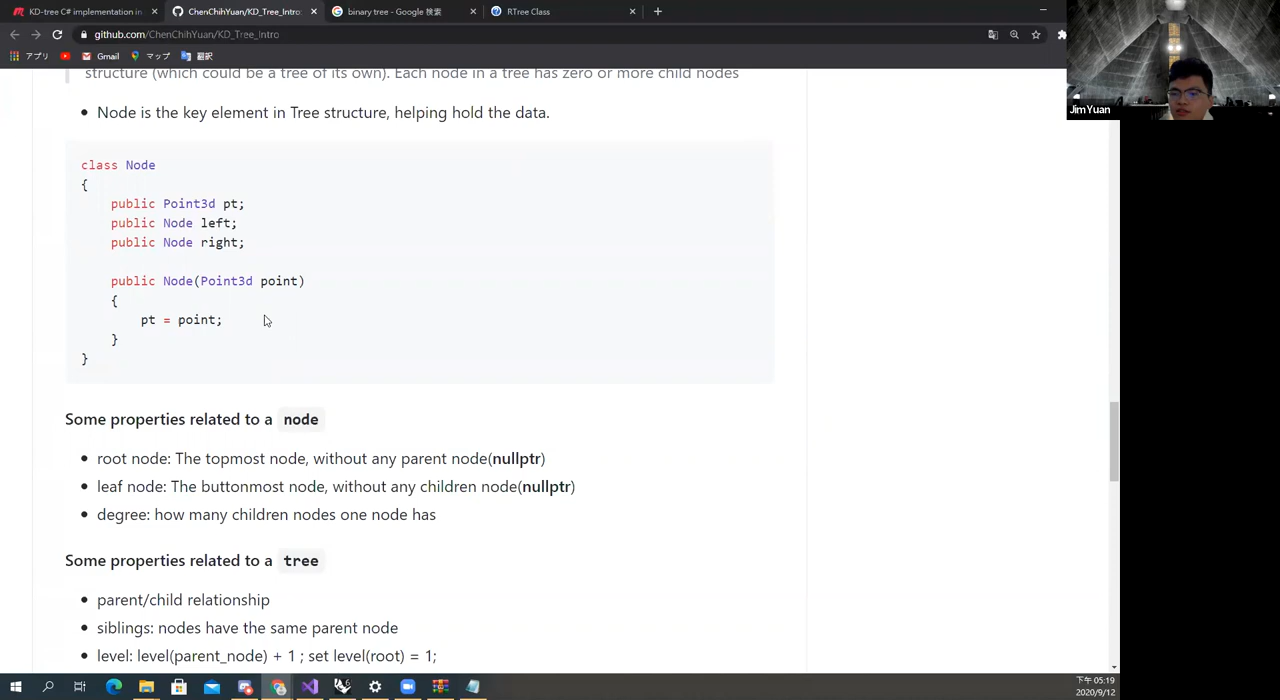 KD-tree C# implementation in
ChenChihYuan/KD_Tree_Intro:
binary tree - Google 検索
RTree Class
github.com/ChenChihYuan/KD_Tree_Intro
アプリ
Gmail
マップ
翻訳
JimYuan
structure (which could be a tree of its own). Each node in a tree has zero or more child nodes
Node is the key element in Tree structure, helping hold the data.
class Node
{
public Point3d pt;
public Node left;
public Node right;
public Node(Point3d point)
{
pt = point;
}
}
Some properties related to a node
root node: The topmost node, without any parent node(nullptr)
leaf node: The buttonmost node, without any children node(nullptr)
degree: how many children nodes one node has
Some properties related to a tree
parent/child relationship
siblings: nodes have the same parent node
level: level(parent_node) + 1 ; set level(root) = 1;
下午 05:19
2020/9/12